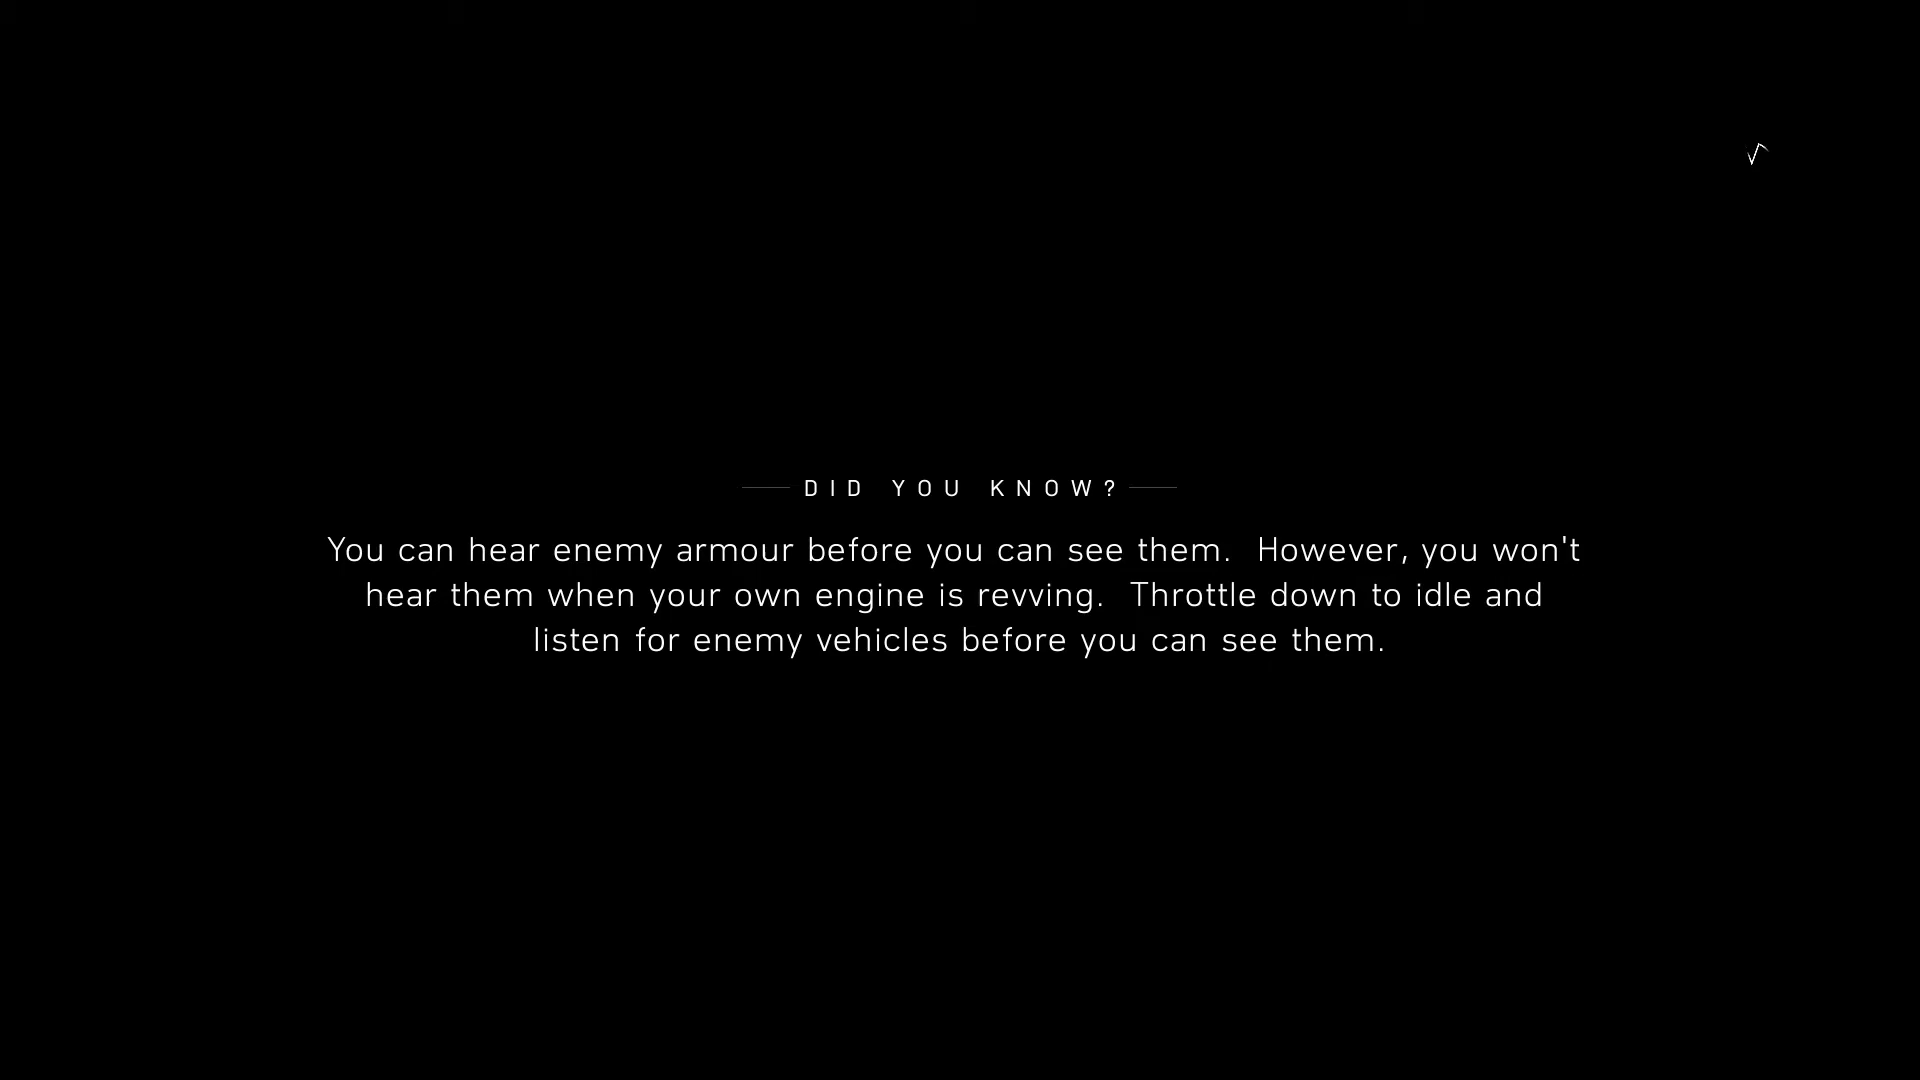 DID YOU KNOW?
You can hear enemy armour before you can see them.  However, you won't
hear them when your own engine is revving.  Throttle down to idle and
listen for enemy vehicles before you can see them.